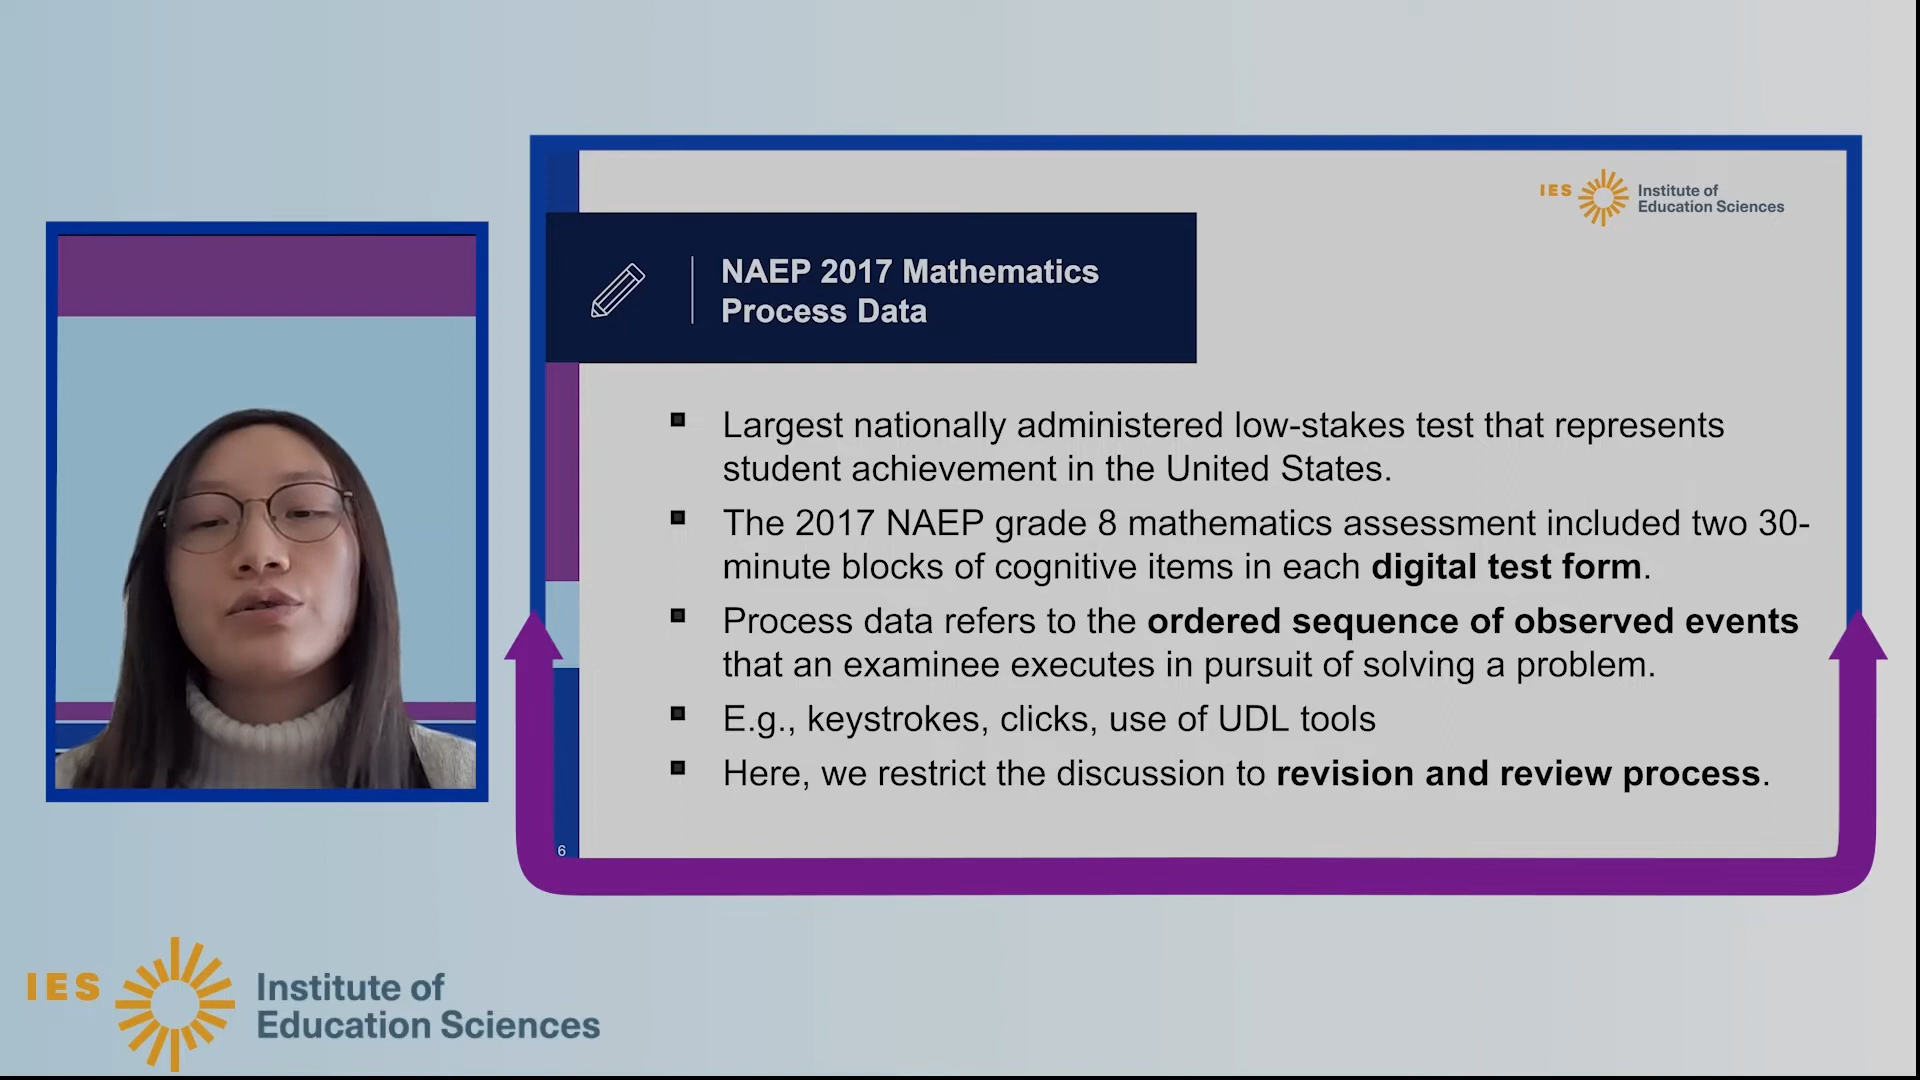 IES Institute of
Education Sciences
NAEP 2017 Mathematics
Process Data
▪ Largest nationally administered low-stakes test that represents
student achievement in the United States.
▪ The 2017 NAEP grade 8 mathematics assessment included two 30-
minute blocks of cognitive items in each digital test form.
▪ Process data refers to the ordered sequence of observed events
that an examinee executes in pursuit of solving a problem.
▪ E.g., keystrokes, clicks, use of UDL tools
▪ Here, we restrict the discussion to revision and review process.
6
IES Institute of
Education Sciences